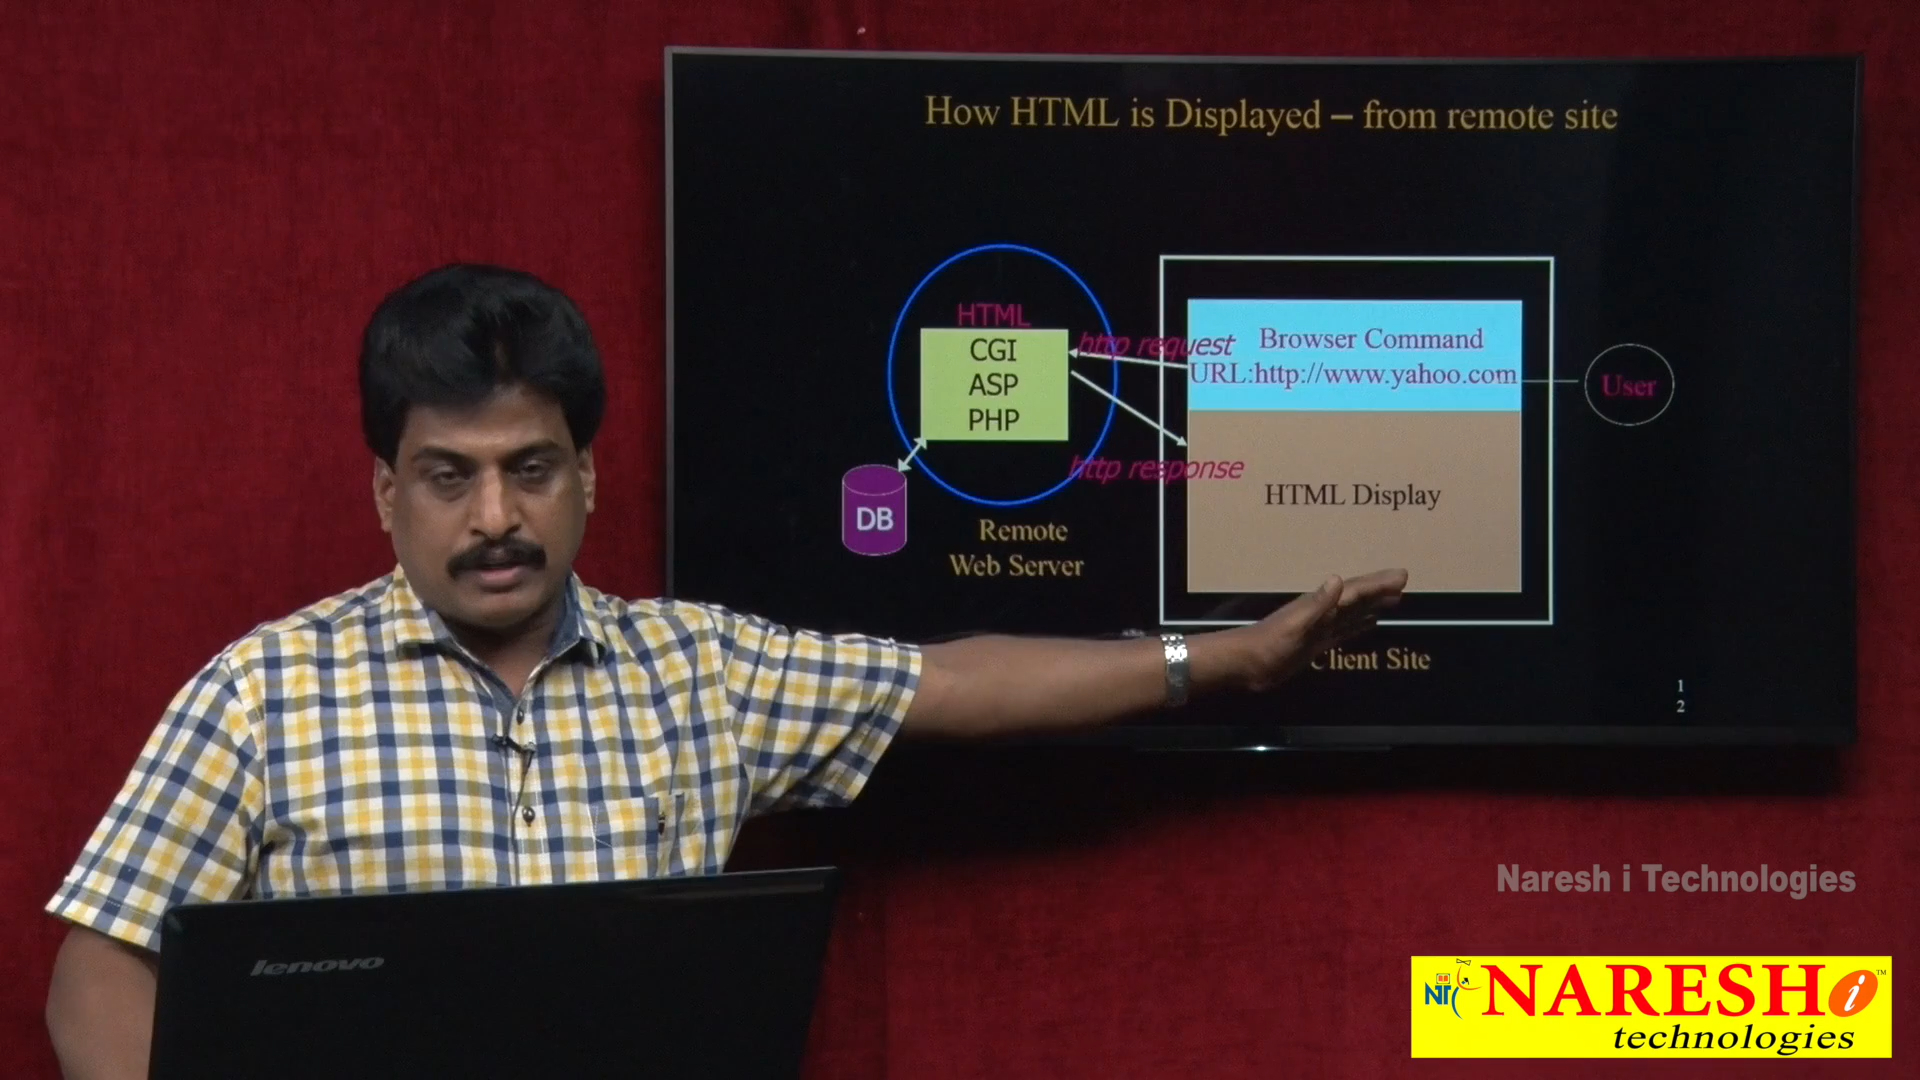 How HTML is Displayed – from remote site
HTML
CGI
ASP
PHP
http request
Browser Command
URL:http://www.yahoo.com
User
http response
HTML Display
DB
Remote
Web Server
Client Site
1
2
Naresh i Technologies
lenovo
NARESH i ™
technologies